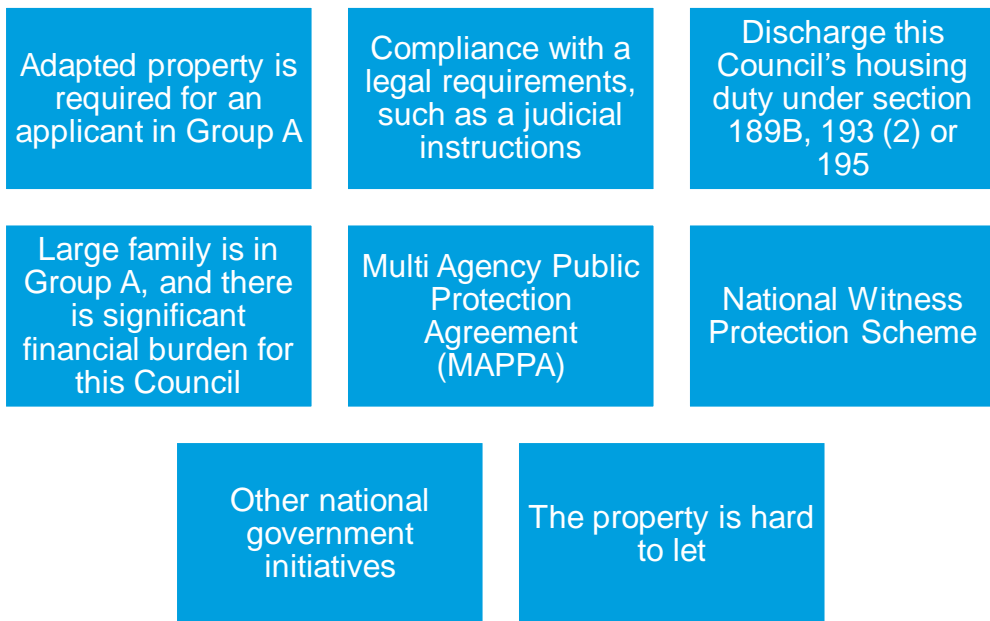 Adapted property is
required for an
applicant in Group A
Compliance with a
legal requirements,
such as a judicial
instructions
Discharge this
Council's housing
duty under section
189B, 193 (2) or
195
Large family is in
Group A, and there
is significant
financial burden for
this Council
Multi Agency Public
Protection
Agreement
(MAPPA)
National Witness
Protection Scheme
Other national
government
initiatives
The property is hard
to let